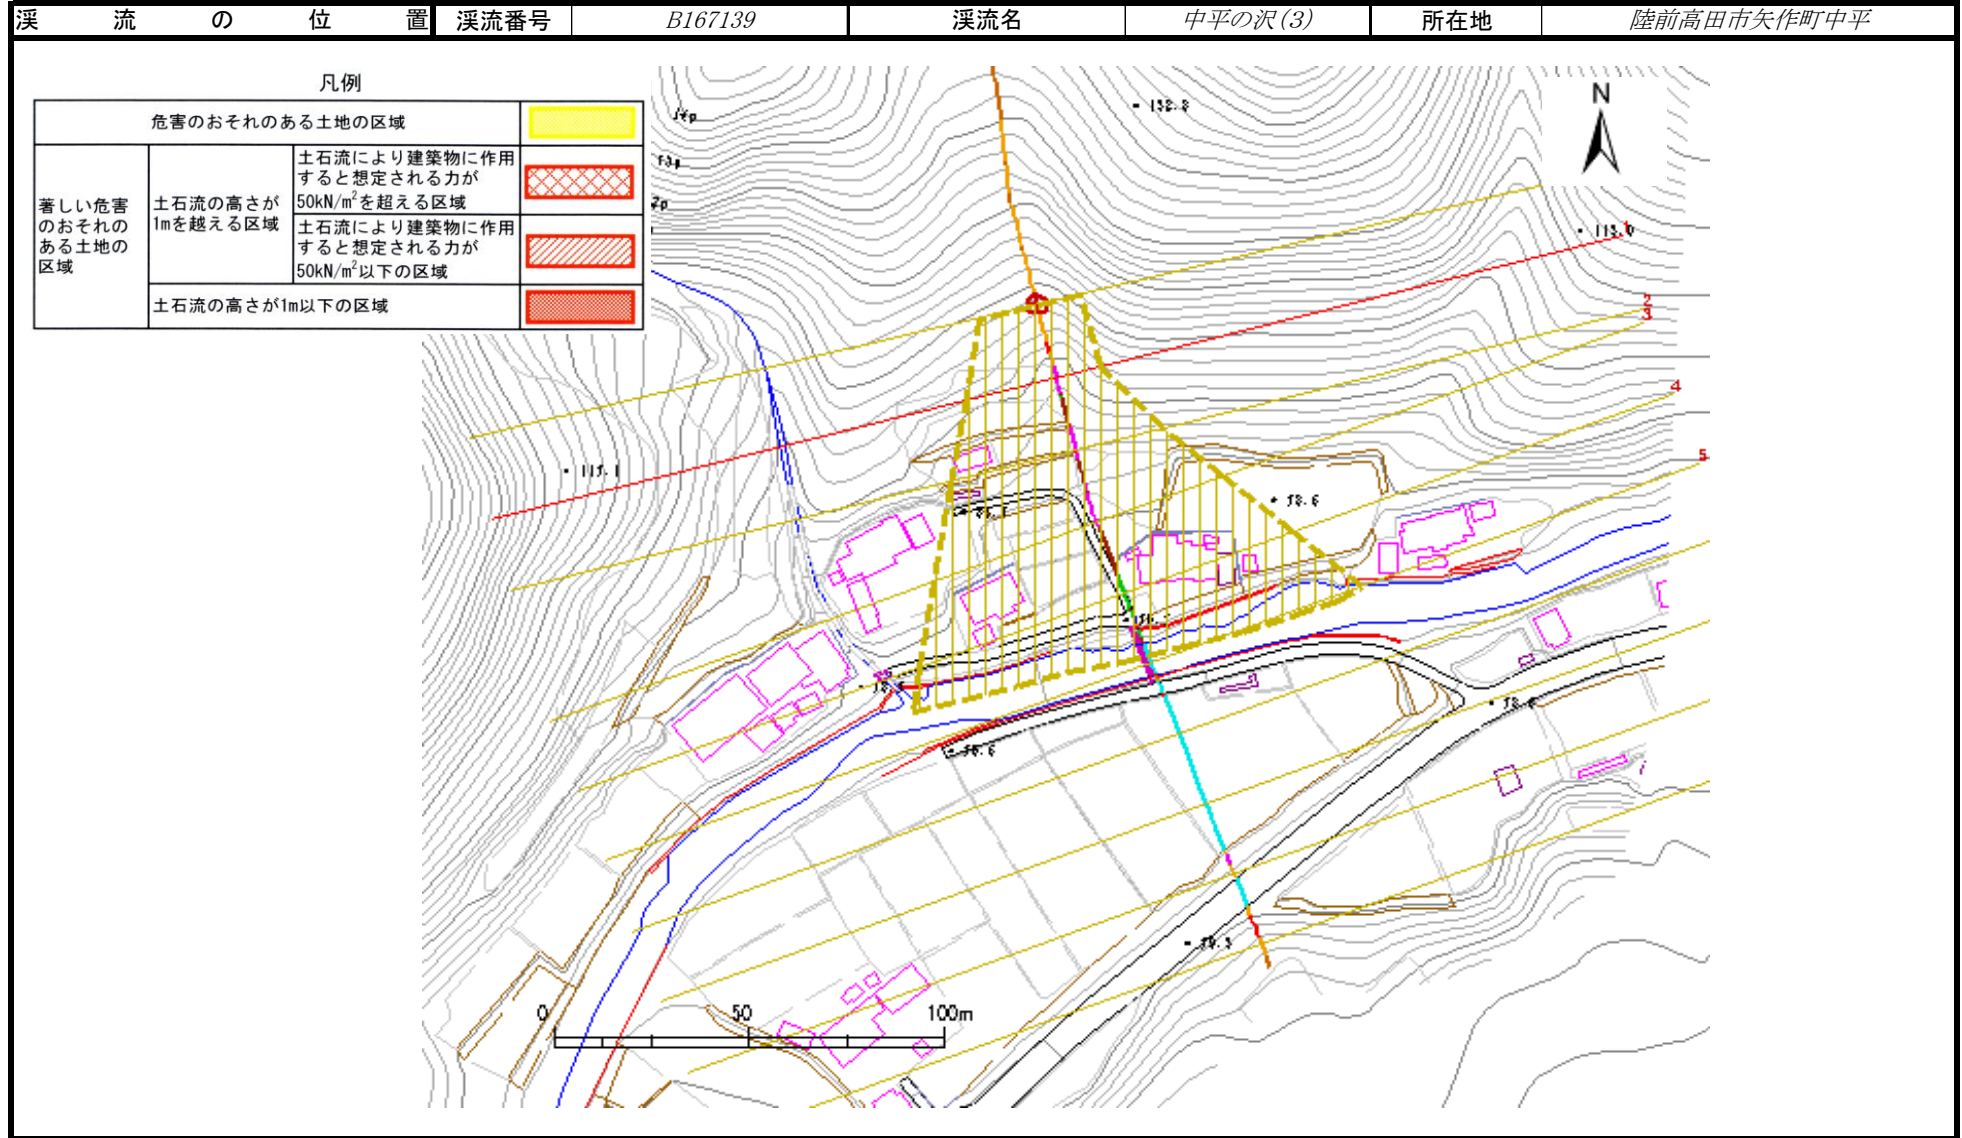 渓流の位置 渓流番号 B167139 渓流名 中平の沢(3) 所在地 陸前高田市矢作町中平
凡例
危害のおそれのある土地の区域
著しい危害
のおそれの
ある土地の
区域
土石流の高さが
1mを越える区域
土石流により建築物に作用
すると想定される力が
50kN/m²を超える区域
土石流により建築物に作用
すると想定される力が
50kN/m²以下の区域
土石流の高さが1m以下の区域
N
1
2
3
4
5
0 50 100m